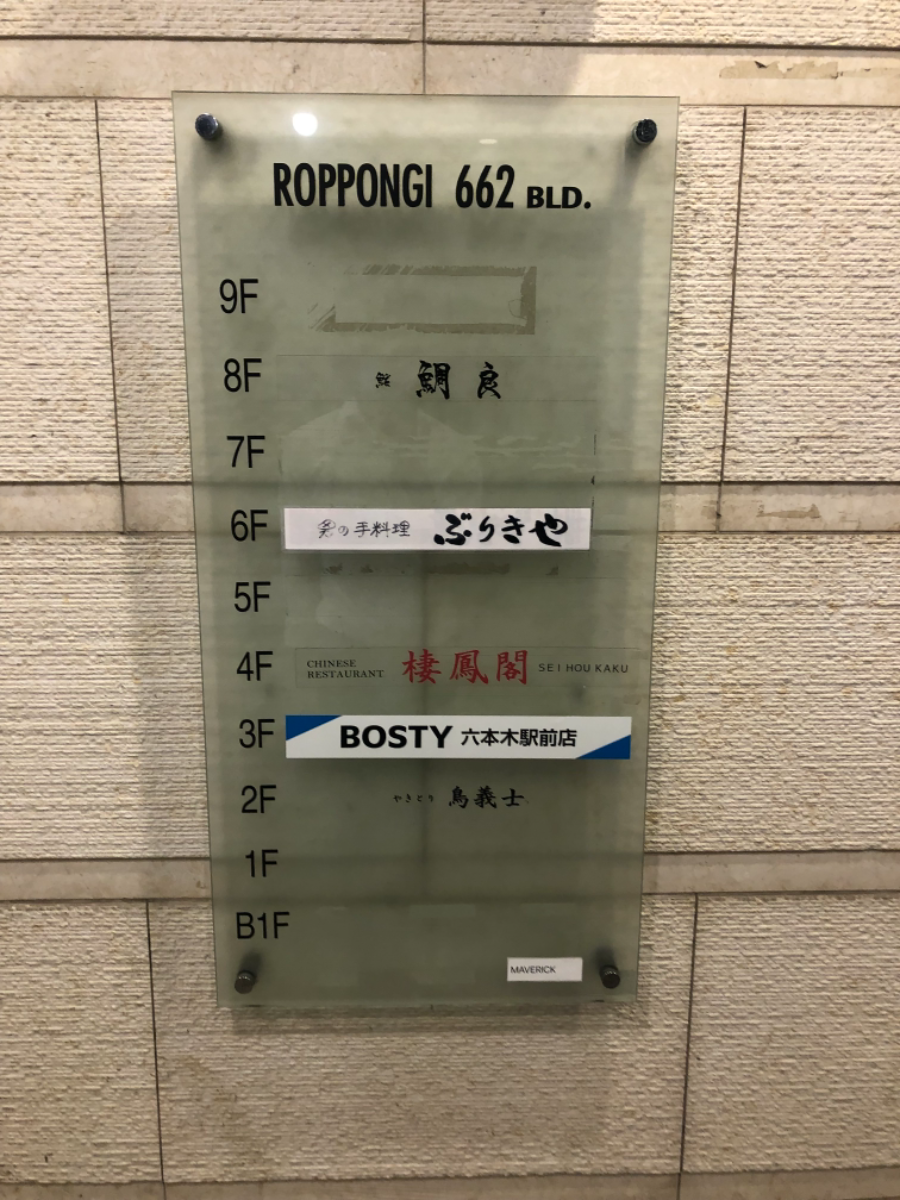 ROPPONGI 662 BLD.
9F
8F 鮨 鯛良
7F
6F の手料理 ぶりきや
5F
4F CHINESE RESTAURANT 棲鳳閣 SEI HOU KAKU
3F BOSTY 六本木駅前店
2F やきとり 鳥義士
1F
B1F
MAVERICK